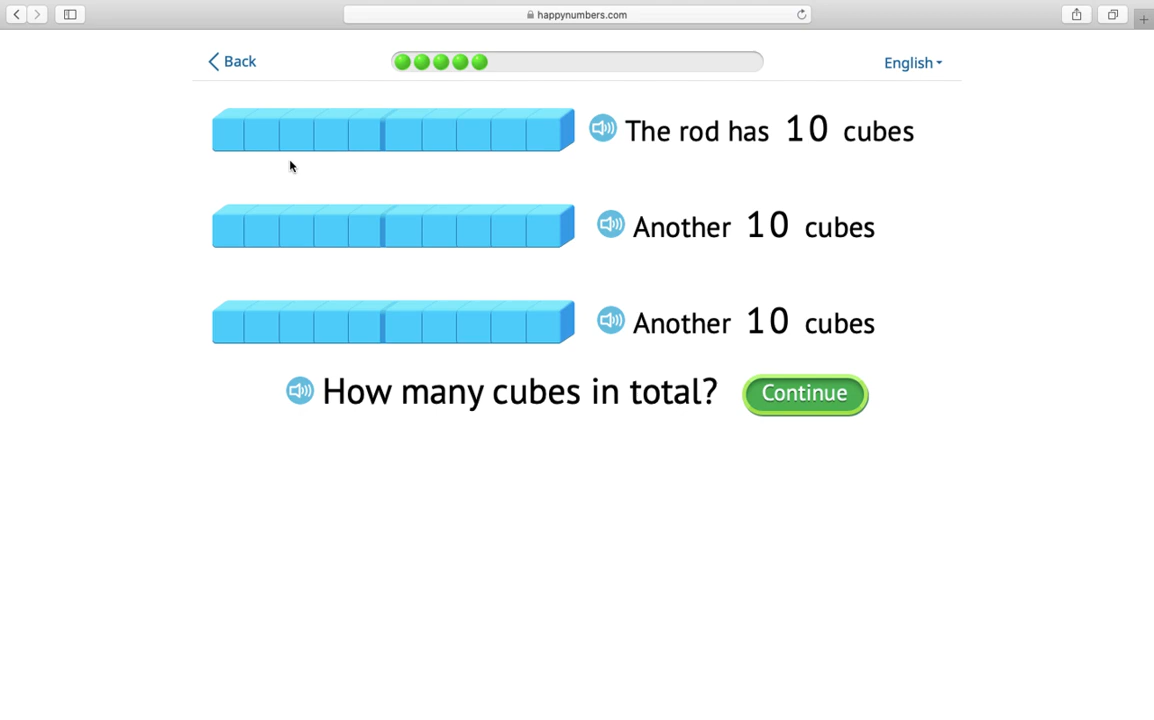 happynumbers.com
Back
English
The rod has 10 cubes
Another 10 cubes
Another 10 cubes
How many cubes in total? Continue